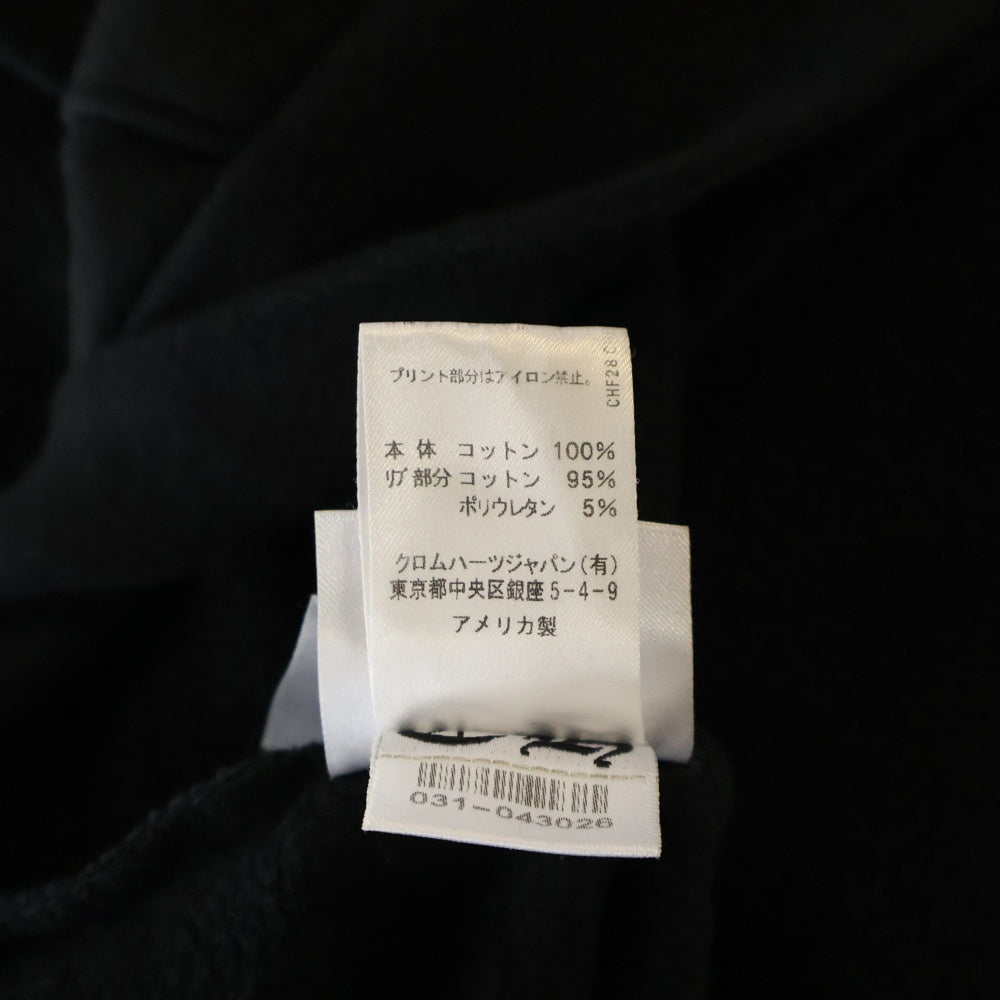 プリント部分はアイロン禁止。
CHF28
本体 コットン 100%
リブ部分 コットン 95%
ポリウレタン 5%
クロムハーツジャパン(有)
東京都中央区銀座5-4-9
アメリカ製
031-043026